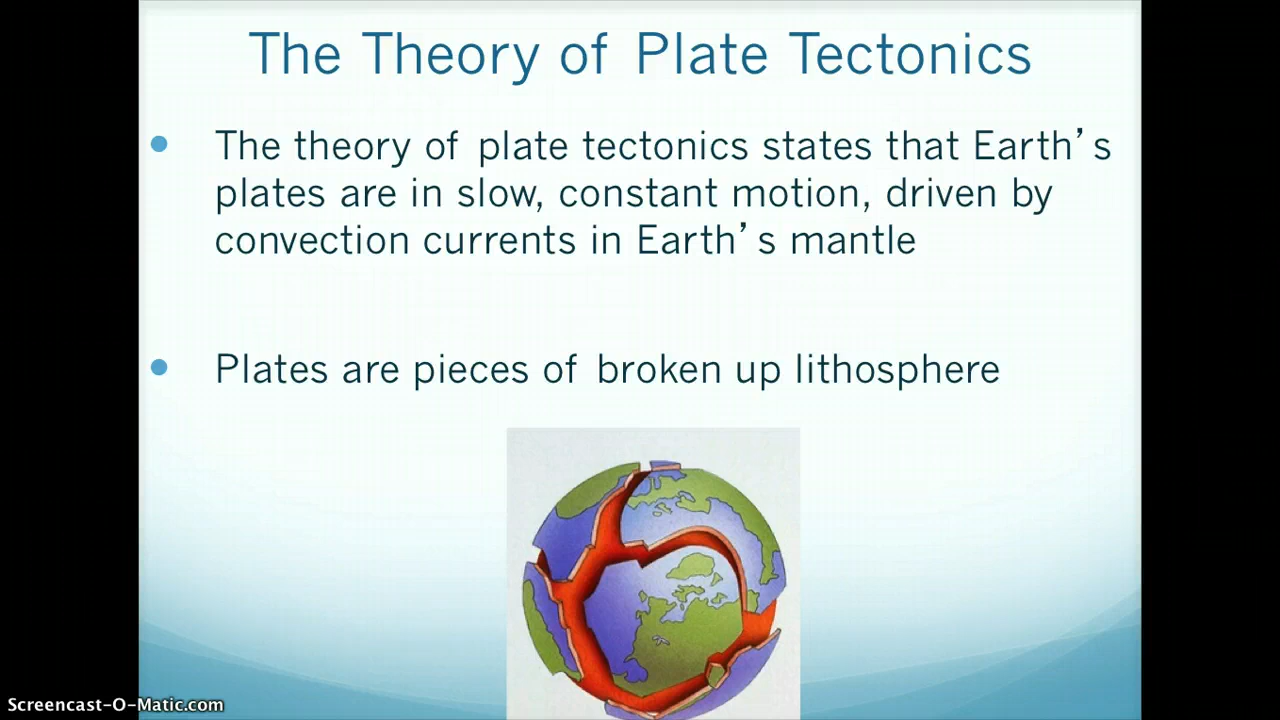 The Theory of Plate Tectonics
The theory of plate tectonics states that Earth’s
plates are in slow, constant motion, driven by
convection currents in Earth’s mantle
Plates are pieces of broken up lithosphere
Screencast-O-Matic.com